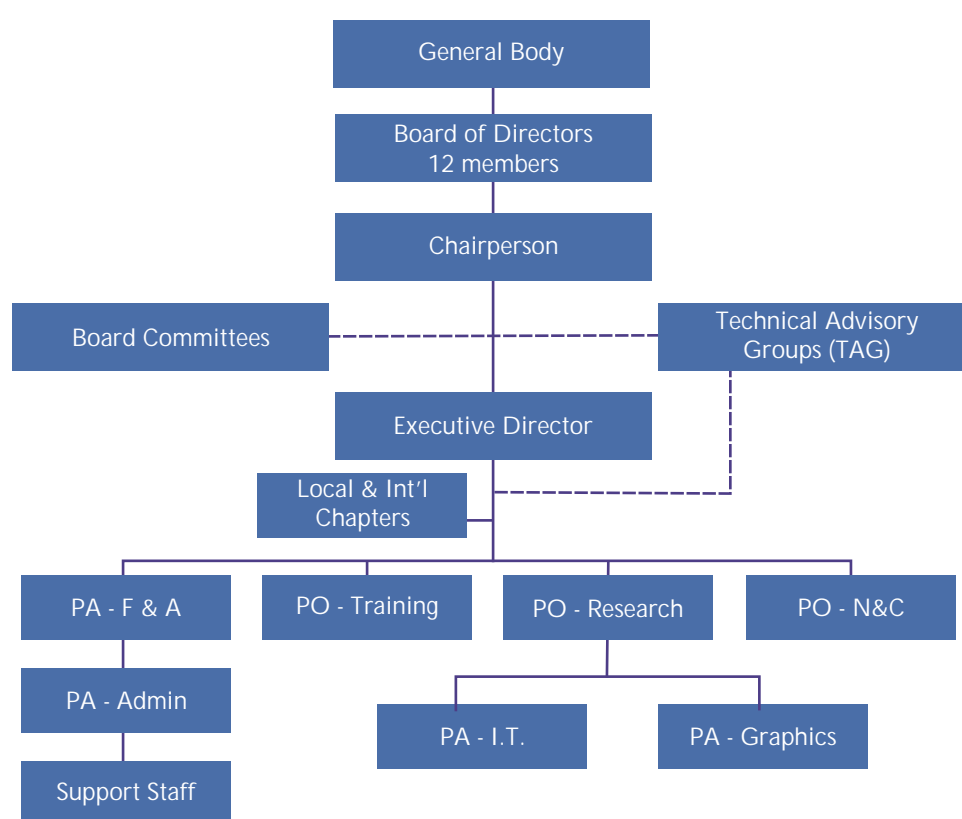 General Body
Board of Directors
12 members
Chairperson
Board Committees
Technical Advisory
Groups (TAG)
Executive Director
Local & Int'l
Chapters
PA - F & A
PO - Training
PO - Research
PO - N&C
PA - Admin
PA - I.T.
PA - Graphics
Support Staff